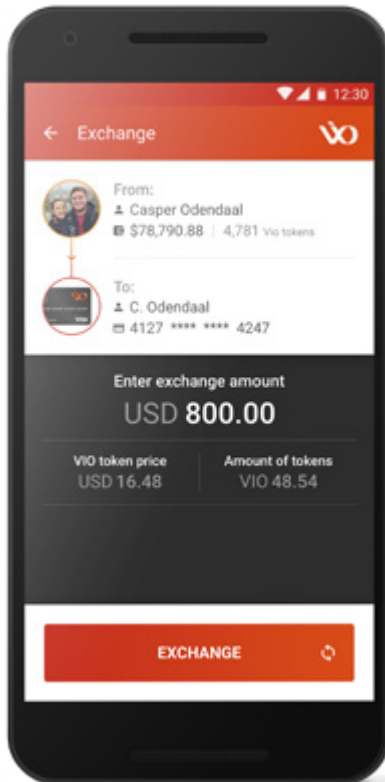 12:30
Exchange
VIO
From:
Casper Odendaal
$78,790.88 | 4,781 Vio tokens
To:
C. Odendaal
4127 **** **** 4247
Enter exchange amount
USD 800.00
VIO token price
Amount of tokens
USD 16.48
VIO 48.54
EXCHANGE